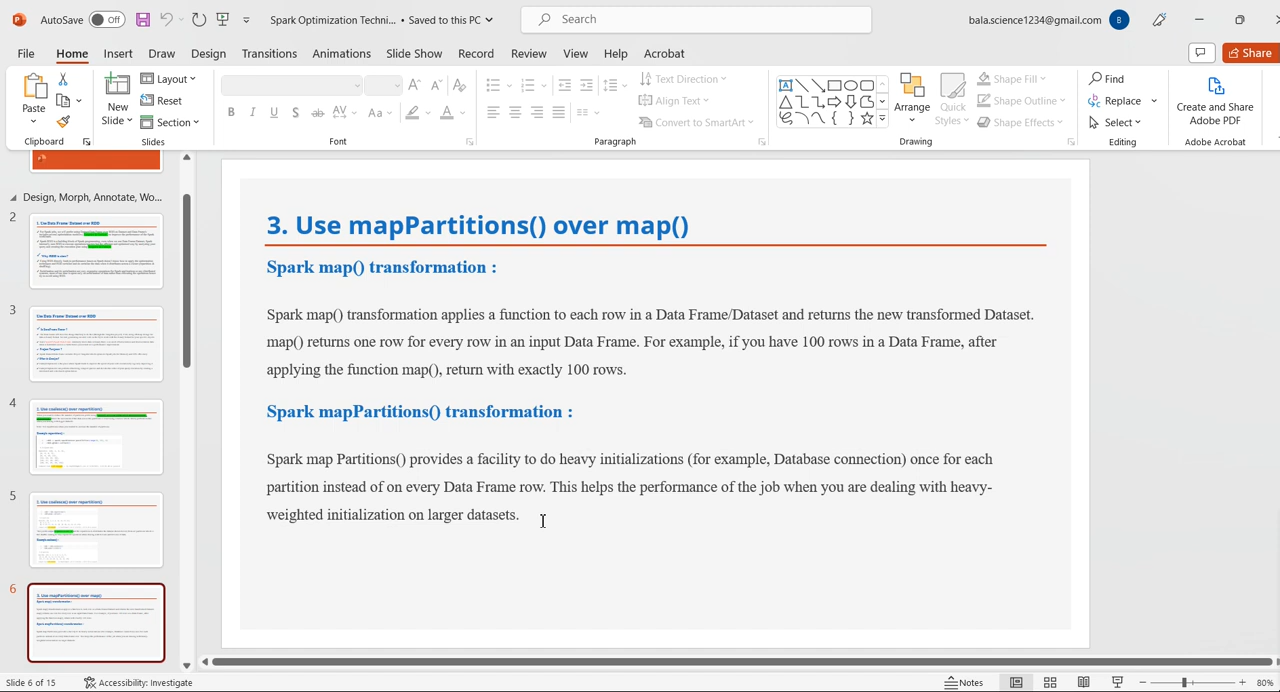 AutoSave Off Spark Optimization Techni... • Saved to this PC Search bala.science1234@gmail.com B
File Home Insert Draw Design Transitions Animations Slide Show Record Review View Help Acrobat Share
Paste New Slide Layout Reset Section
Text Direction Align Text Convert to SmartArt
Arrange Quick Styles Shape Fill Shape Outline Shape Effects
Find Replace Select Create and Share Adobe PDF
Clipboard Slides Font Paragraph Drawing Editing Adobe Acrobat
Design, Morph, Annotate, Wo...
2
3
4
5
6
3. Use mapPartitions() over map()
Spark map() transformation :
Spark map() transformation applies a function to each row in a Data Frame/Dataset and returns the new transformed Dataset.
map() returns one row for every row in an input Data Frame. For example, if you have 100 rows in a Data Frame, after
applying the function map(), return with exactly 100 rows.
Spark mapPartitions() transformation :
Spark map Partitions() provides a facility to do heavy initializations (for example, Database connection) once for each
partition instead of on every Data Frame row. This helps the performance of the job when you are dealing with heavy-
weighted initialization on larger datasets.
Slide 6 of 15 Accessibility: Investigate Notes 80%